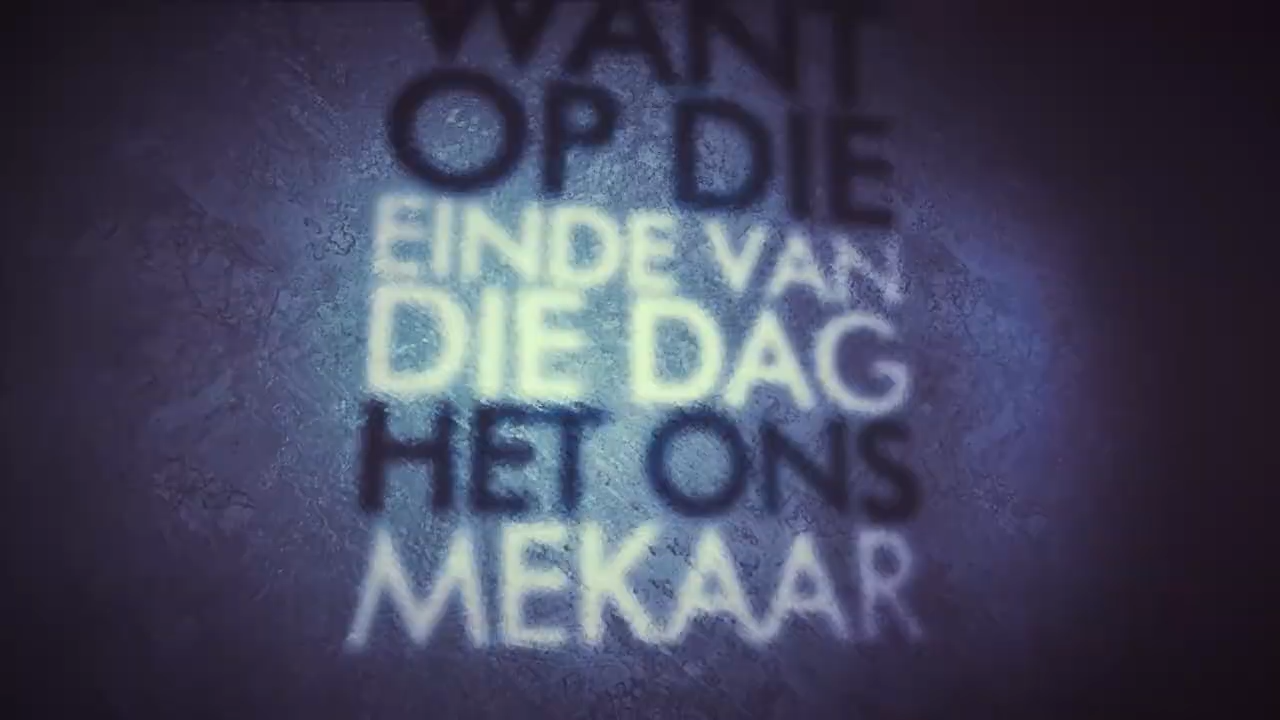 WANT
OP DIE
EINDE VAN
DIE DAG
HET ONS
MEKAAR